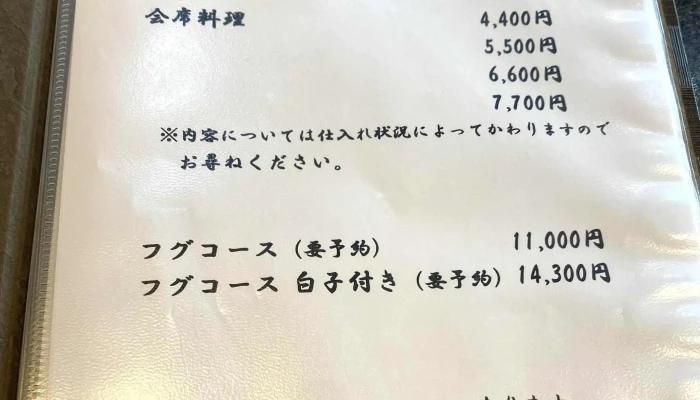 会席料理 4,400円
5,500円
6,600円
7,700円
※内容については仕入れ状況によってかわりますので
お尋ねください。
フグコース（要予約） 11,000円
フグコース 白子付き（要予約） 14,300円